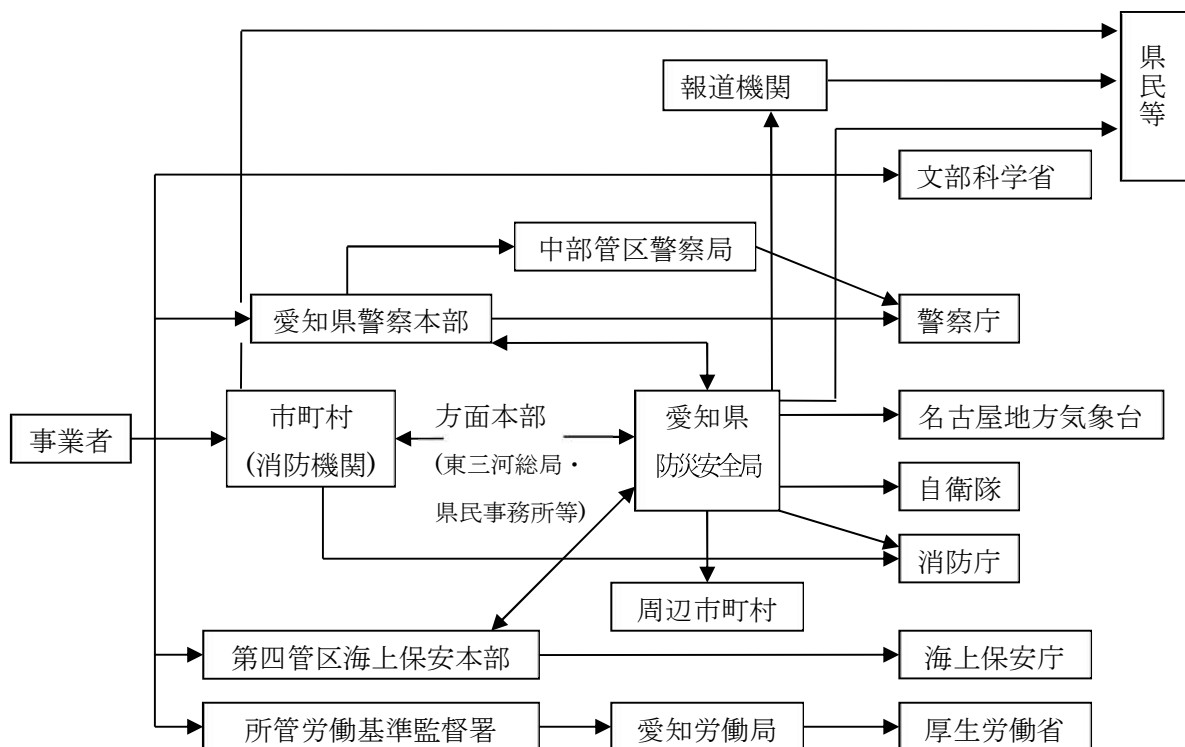 県民等
報道機関
文部科学省
中部管区警察局
愛知県警察本部
警察庁
事業者
市町村
(消防機関)
方面本部
(東三河総局・
県民事務所等)
愛知県
防災安全局
名古屋地方気象台
自衛隊
消防庁
周辺市町村
第四管区海上保安本部
海上保安庁
所管労働基準監督署
愛知労働局
厚生労働省